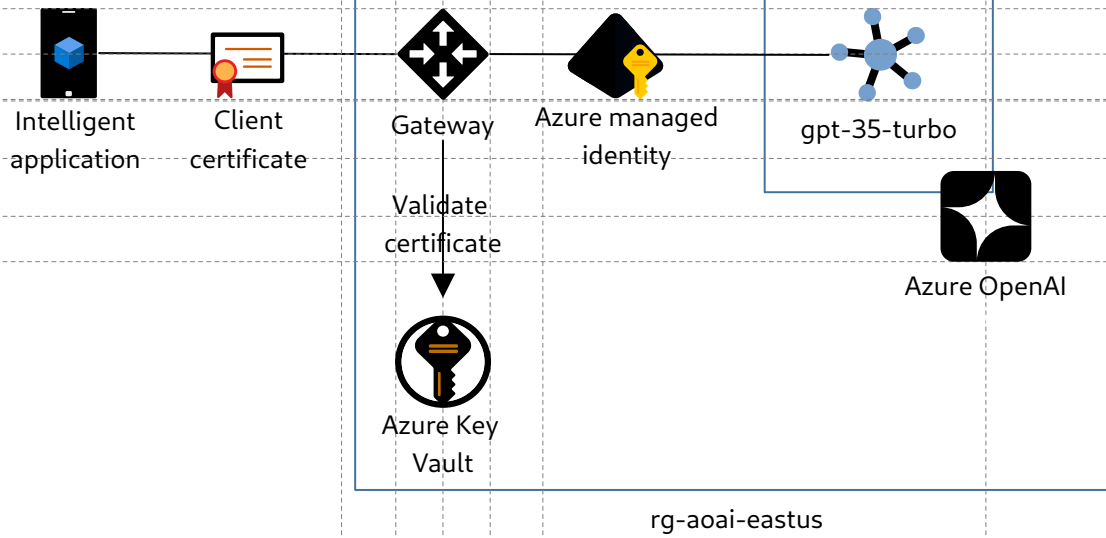 Intelligent
application
Client
certificate
Gateway
Azure managed
identity
gpt-35-turbo
Validate
certificate
Azure OpenAI
Azure Key
Vault
rg-aoai-eastus